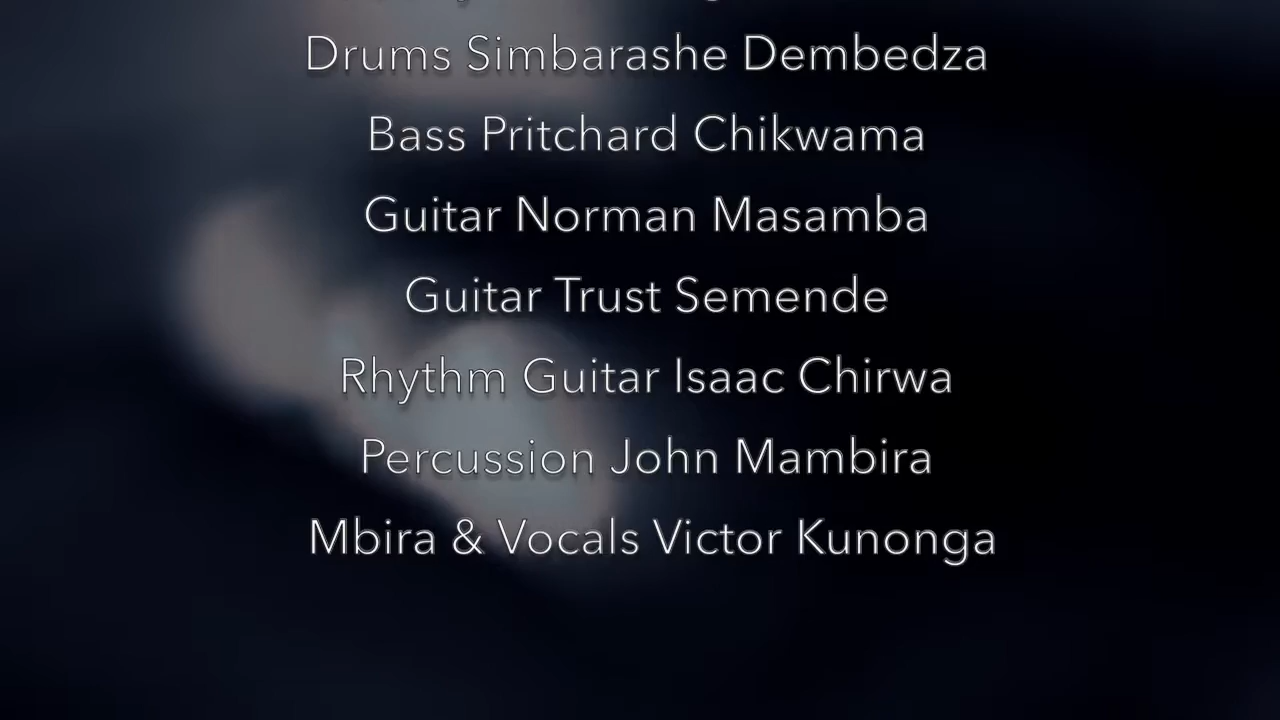 Drums Simbarashe Dembedza
Bass Pritchard Chikwama
Guitar Norman Masamba
Guitar Trust Semende
Rhythm Guitar Isaac Chirwa
Percussion John Mambira
Mbira & Vocals Victor Kunonga